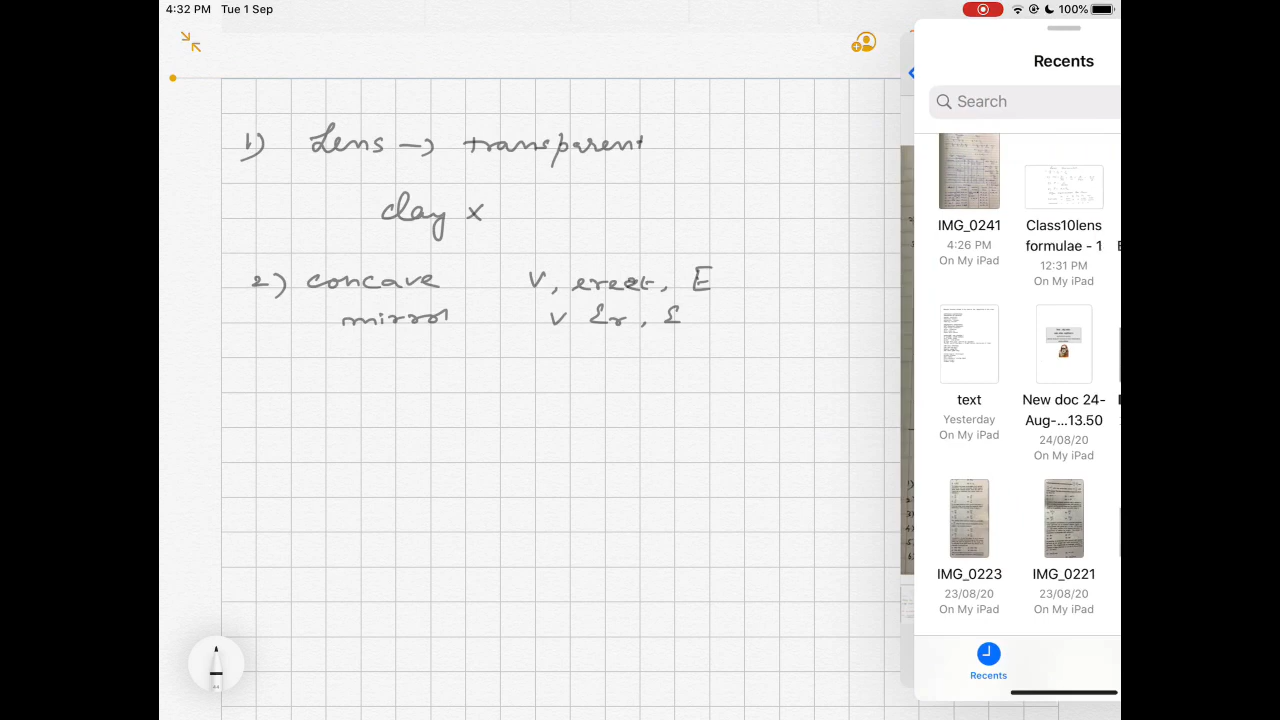 4:32 PM Tue 1 Sep
100%
1) Lens → transparent
clay x
2) concave V, erect, E
mirror V Er, E
Recents
Search
IMG_0241
4:26 PM
On My iPad
Class10lens
formulae - 1
12:31 PM
On My iPad
text
Yesterday
On My iPad
New doc 24-
Aug-...13.50
24/08/20
On My iPad
IMG_0223
23/08/20
On My iPad
IMG_0221
23/08/20
On My iPad
Recents